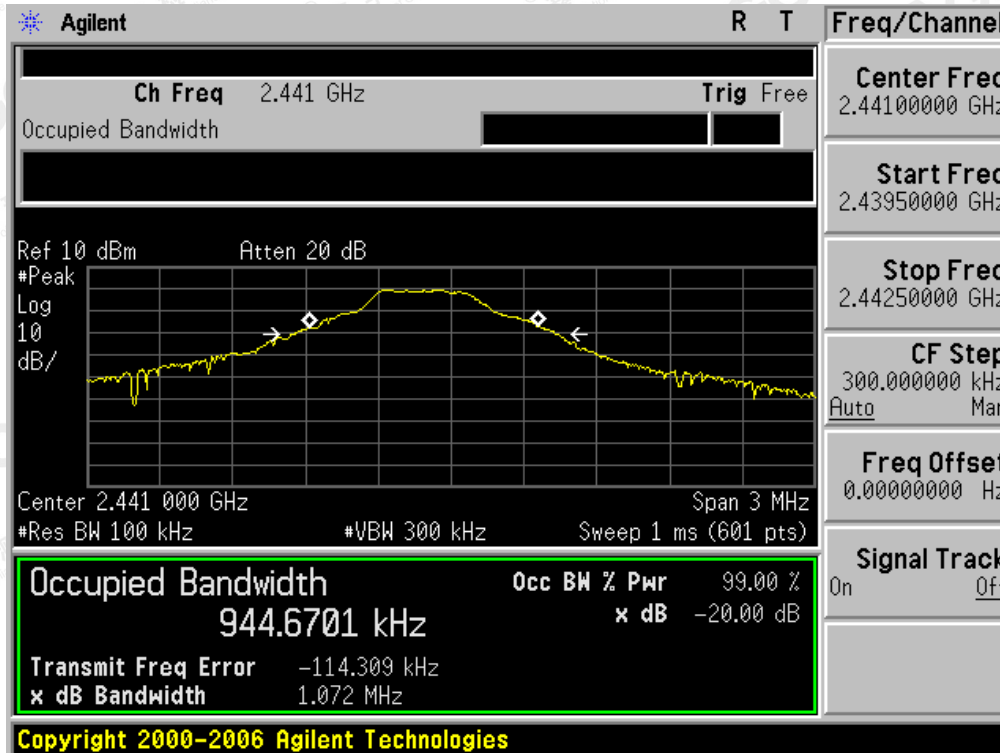 Agilent R T Freq/Channel
Ch Freq 2.441 GHz Trig Free
Occupied Bandwidth
Center Freq
2.44100000 GHz
Start Freq
2.43950000 GHz
Stop Freq
2.44250000 GHz
CF Step
300.000000 kHz
Auto Man
Freq Offset
0.00000000 Hz
Signal Track
On Off
Ref 10 dBm Atten 20 dB
#Peak
Log
10
dB/
Center 2.441 000 GHz Span 3 MHz
#Res BW 100 kHz #VBW 300 kHz Sweep 1 ms (601 pts)
Occupied Bandwidth Occ BW % Pwr 99.00 %
944.6701 kHz x dB -20.00 dB
Transmit Freq Error -114.309 kHz
x dB Bandwidth 1.072 MHz
Copyright 2000-2006 Agilent Technologies